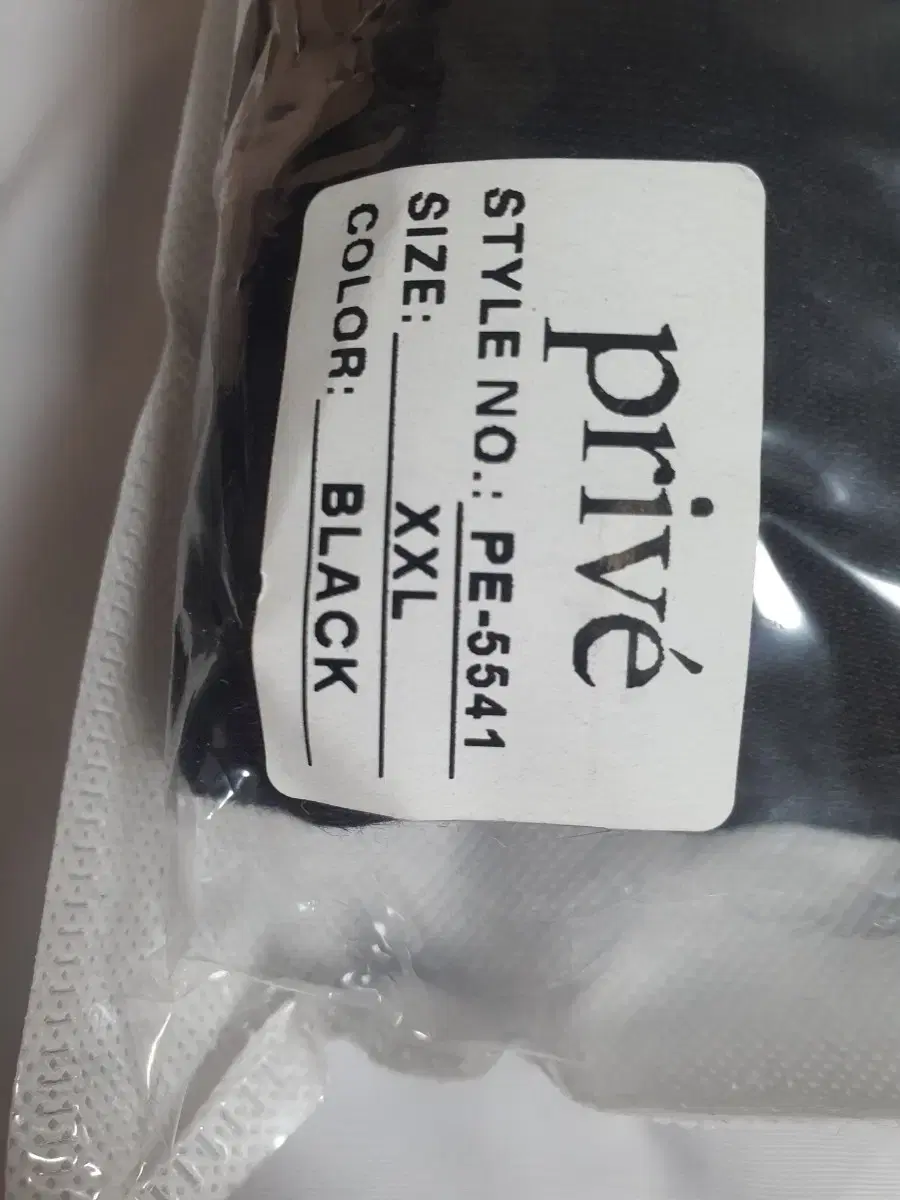 privé
STYLE NO.: PE-5541
SIZE: XXL
COLOR: BLACK